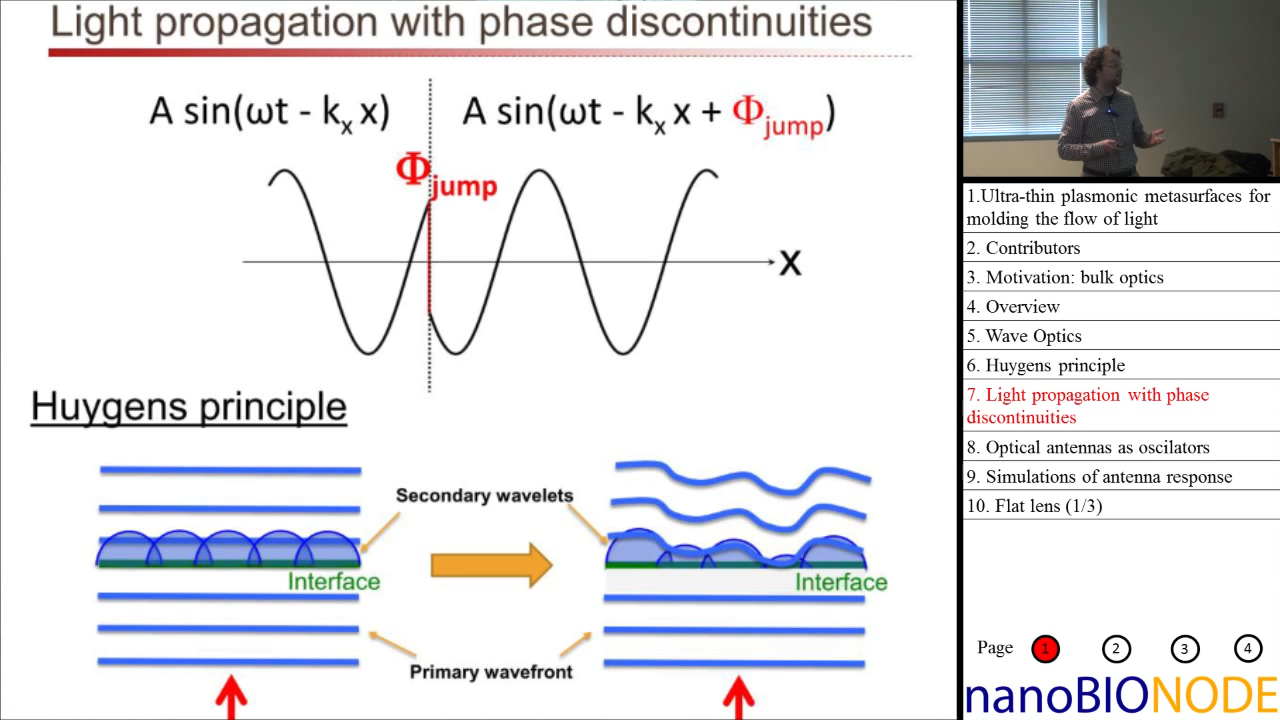 Light propagation with phase discontinuities
A sin(ωt - kₓ x)
A sin(ωt - kₓ x + Φjump)
Φjump
X
Huygens principle
Secondary wavelets
Interface
Interface
Primary wavefront
1.Ultra-thin plasmonic metasurfaces for
molding the flow of light
2. Contributors
3. Motivation: bulk optics
4. Overview
5. Wave Optics
6. Huygens principle
7. Light propagation with phase
discontinuities
8. Optical antennas as oscilators
9. Simulations of antenna response
10. Flat lens (1/3)
Page 1 2 3 4
nanoBIONODE